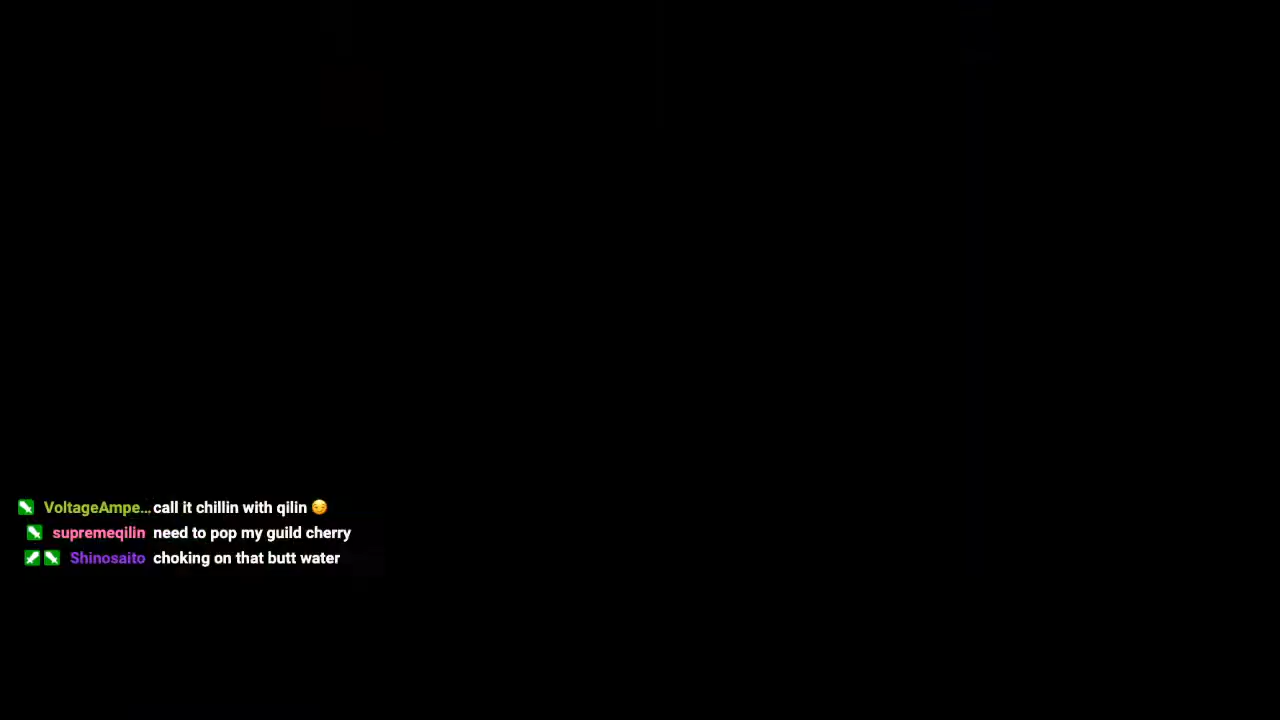 VoltageAmpe... call it chillin with qilin 😏
supremeqilin need to pop my guild cherry
Shinosaito choking on that butt water